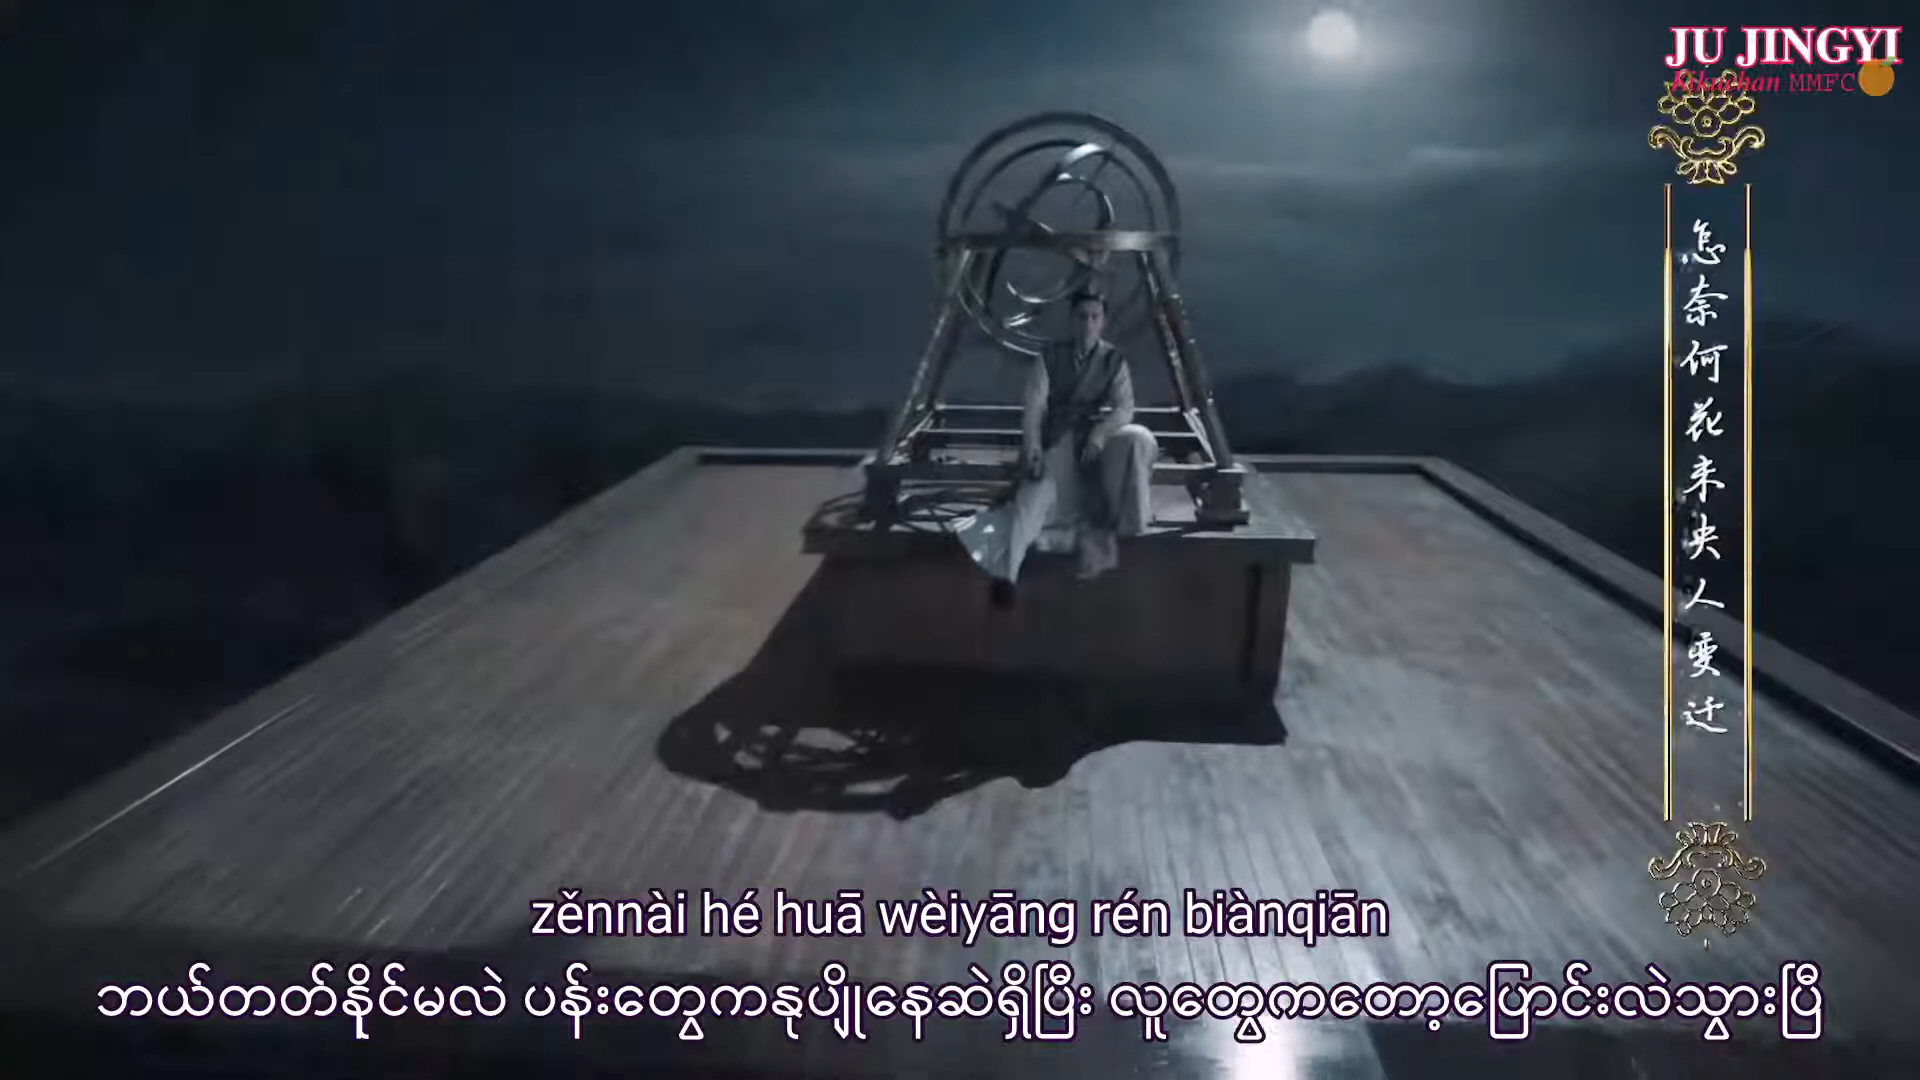 JU JINGYI
Kikuchan MMFC
怎奈何花未央人变迁
zěnnài hé huā wèiyāng rén biànqiān
ဘယ်တတ်နိုင်မလဲ ပန်းတွေကနုပျိုနေဆဲရှိပြီး လူတွေကတော့ပြောင်းလဲသွားပြီ